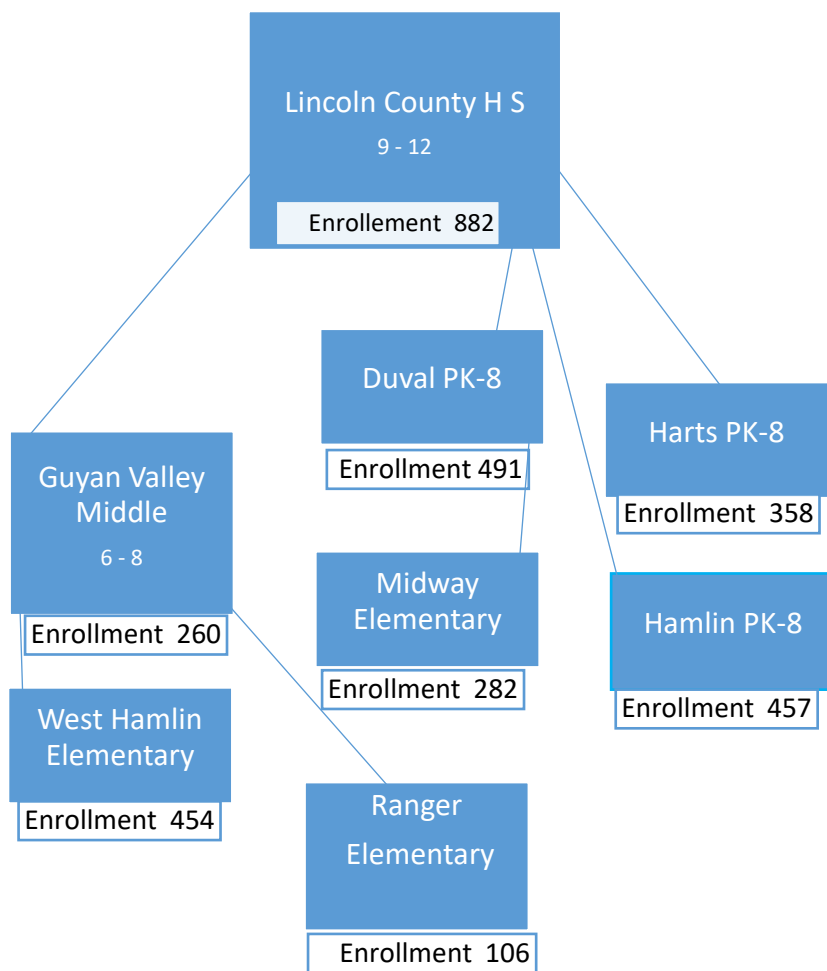 Lincoln County H S
9 - 12
Enrollement 882
Duval PK-8
Enrollment 491
Harts PK-8
Enrollment 358
Guyan Valley
Middle
6 - 8
Enrollment 260
Midway
Elementary
Enrollment 282
Hamlin PK-8
Enrollment 457
West Hamlin
Elementary
Enrollment 454
Ranger
Elementary
Enrollment 106